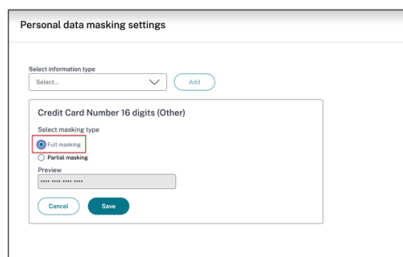 Personal data masking settings
Select information type
Select...
Add
Credit Card Number 16 digits (Other)
Select masking type
Full masking
Partial masking
Preview
•••• •••• •••• ••••
Cancel
Save